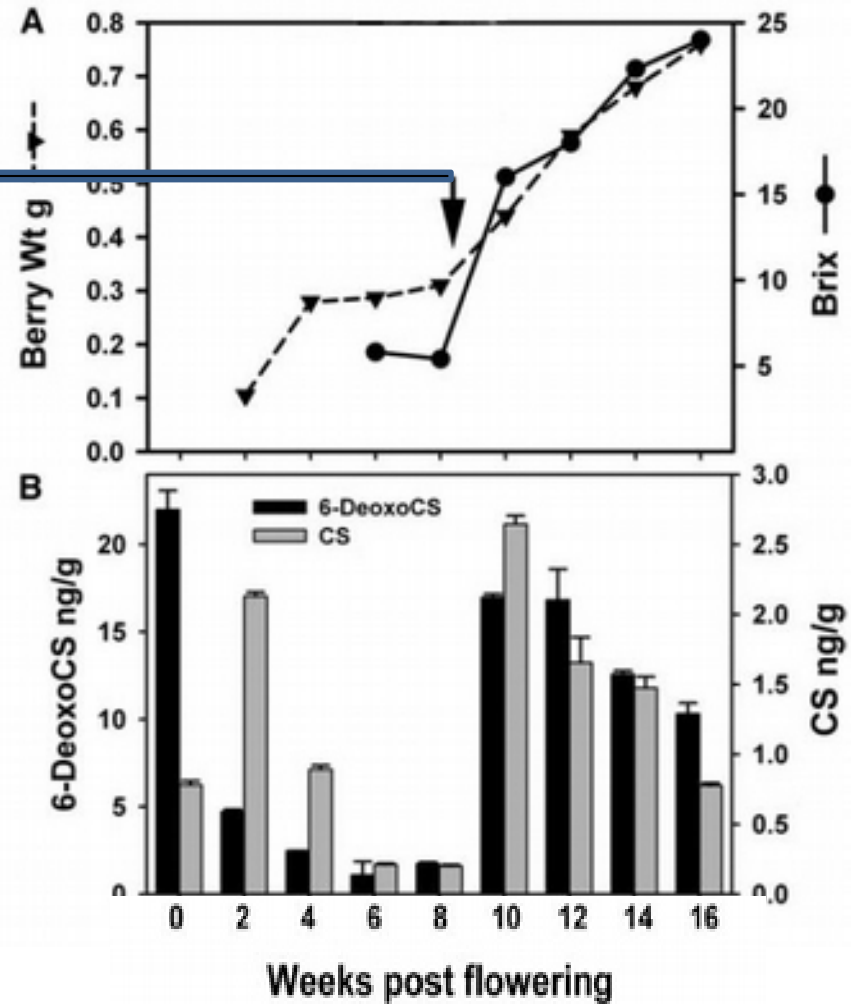 A
0.8
0.7
0.6
0.5
0.4
0.3
0.2
0.1
0.0
Berry Wt g
25
20
15
10
5
Brix
B
6-DeoxoCS
CS
20
15
10
5
0
6-DeoxoCS ng/g
3.0
2.5
2.0
1.5
1.0
0.5
0.0
CS ng/g
0 2 4 6 8 10 12 14 16
Weeks post flowering